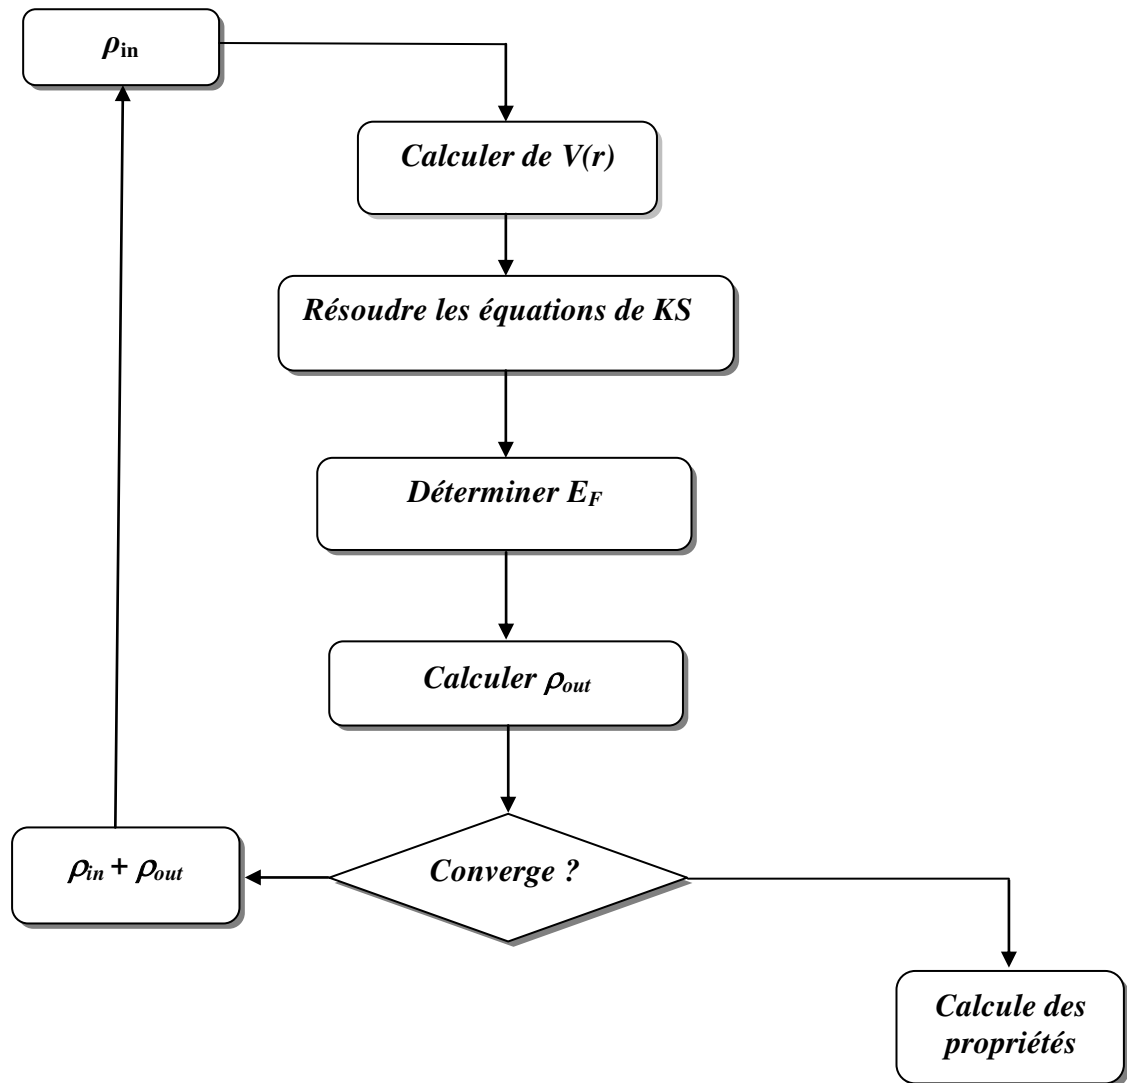 ρin
Calculer de V(r)
Résoudre les équations de KS
Déterminer EF
Calculer ρout
Converge ?
ρin + ρout
Calcule des
propriétés